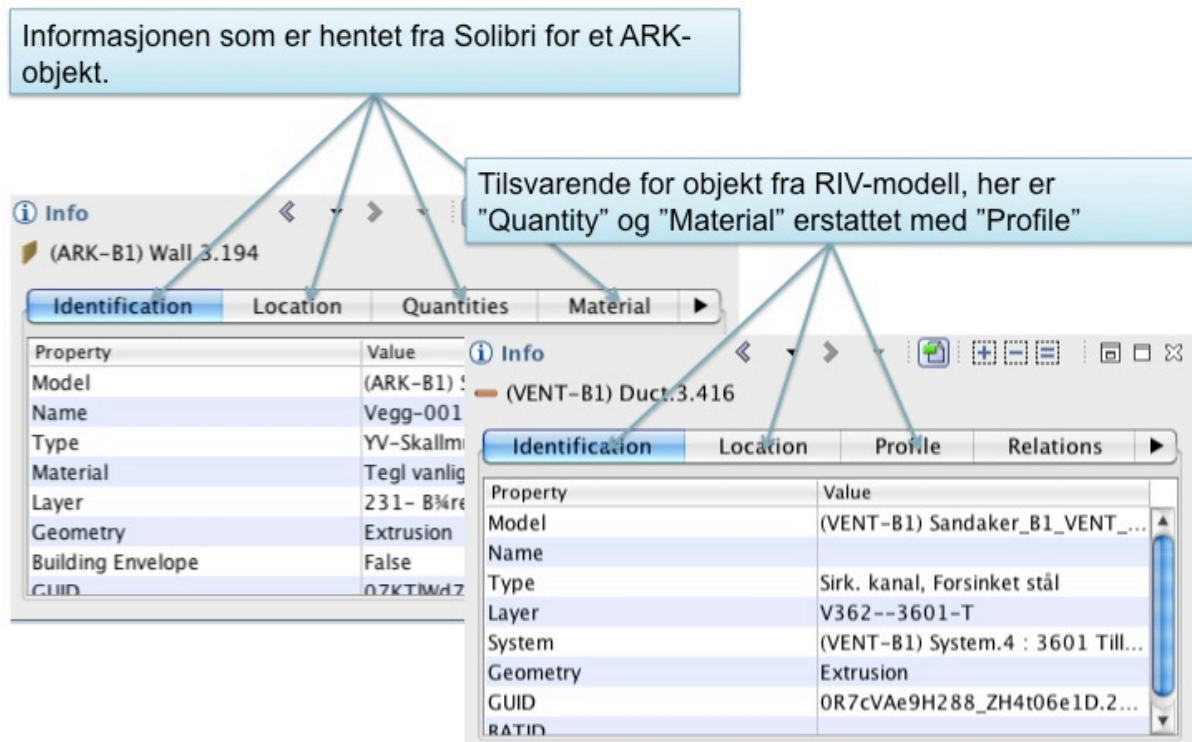 Informasjonen som er hentet fra Solibri for et ARK-
objekt.
Tilsvarende for objekt fra RIV-modell, her er
”Quantity” og ”Material” erstattet med ”Profile”
Info
(ARK-B1) Wall.3.194
Identification Location Quantities Material
Property Value
Model (ARK-B1)
Name Vegg-001
Type YV-Skallm
Material Tegl vanlig
Layer 231- B¾re
Geometry Extrusion
Building Envelope False
GUID
Info
(VENT-B1) Duct.3.416
Identification Location Profile Relations
Property Value
Model (VENT-B1) Sandaker_B1_VENT_...
Name
Type Sirk. kanal, Forsinket stål
Layer V362--3601-T
System (VENT-B1) System.4 : 3601 Till...
Geometry Extrusion
GUID 0R7cVAe9H288_ZH4t06e1D.2...
BATID